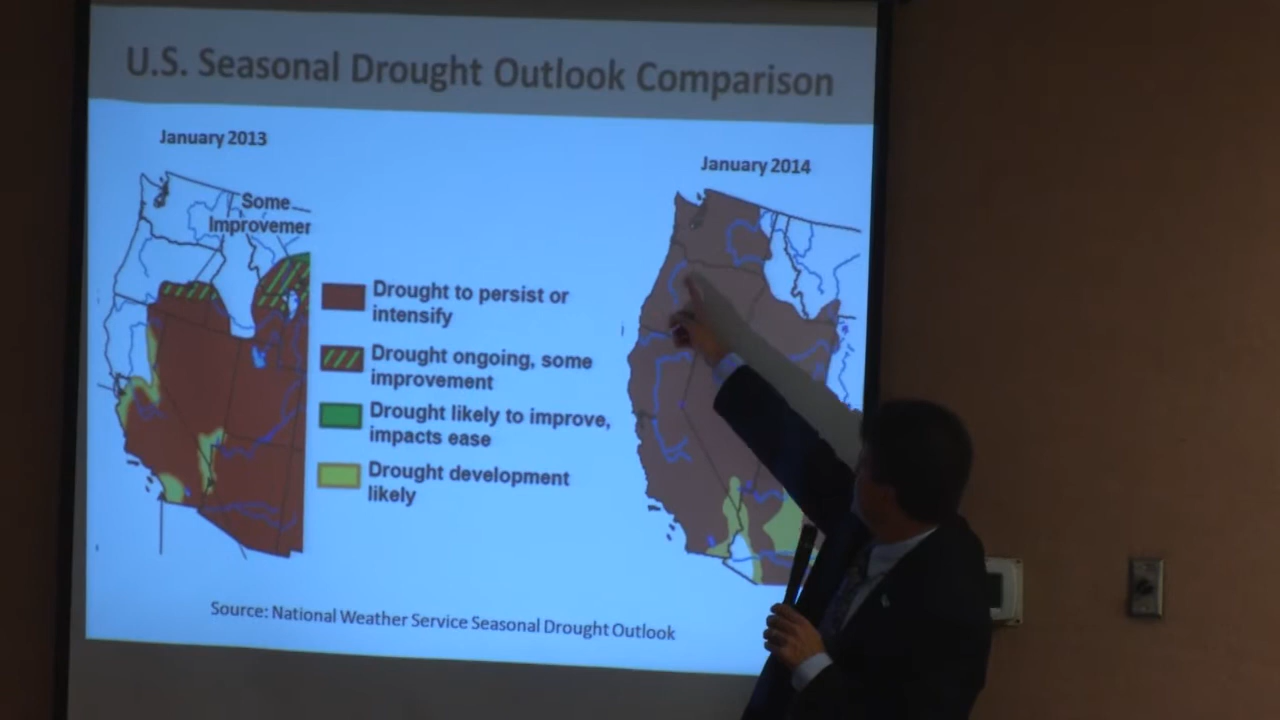 U.S. Seasonal Drought Outlook Comparison
January 2013
January 2014
Some
Improvemen
Drought to persist or
intensify
Drought ongoing, some
improvement
Drought likely to improve,
impacts ease
Drought development
likely
Source: National Weather Service Seasonal Drought Outlook